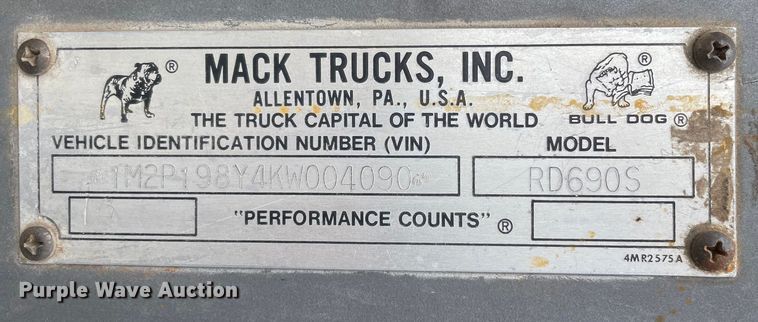 ®
MACK TRUCKS, INC.
ALLENTOWN, PA., U.S.A.
THE TRUCK CAPITAL OF THE WORLD
®
BULL DOG ®
VEHICLE IDENTIFICATION NUMBER (VIN)
MODEL
*1M2P198Y4KW004090*
RD690S
"PERFORMANCE COUNTS" ®
4MR2575A
Purple Wave Auction